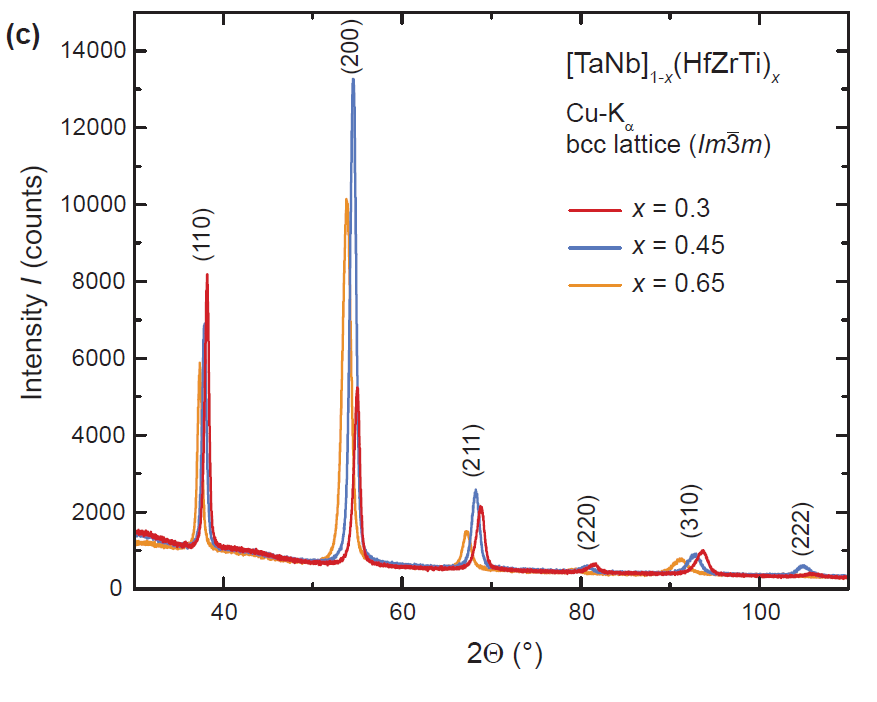 (c)
[TaNb]1-x(HfZrTi)x
Cu-Kα
bcc lattice (Im3̅m)
x = 0.3
x = 0.45
x = 0.65
(110)
(200)
(211)
(220)
(310)
(222)
Intensity I (counts)
14000
12000
10000
8000
6000
4000
2000
0
40
60
80
100
2Θ (°)